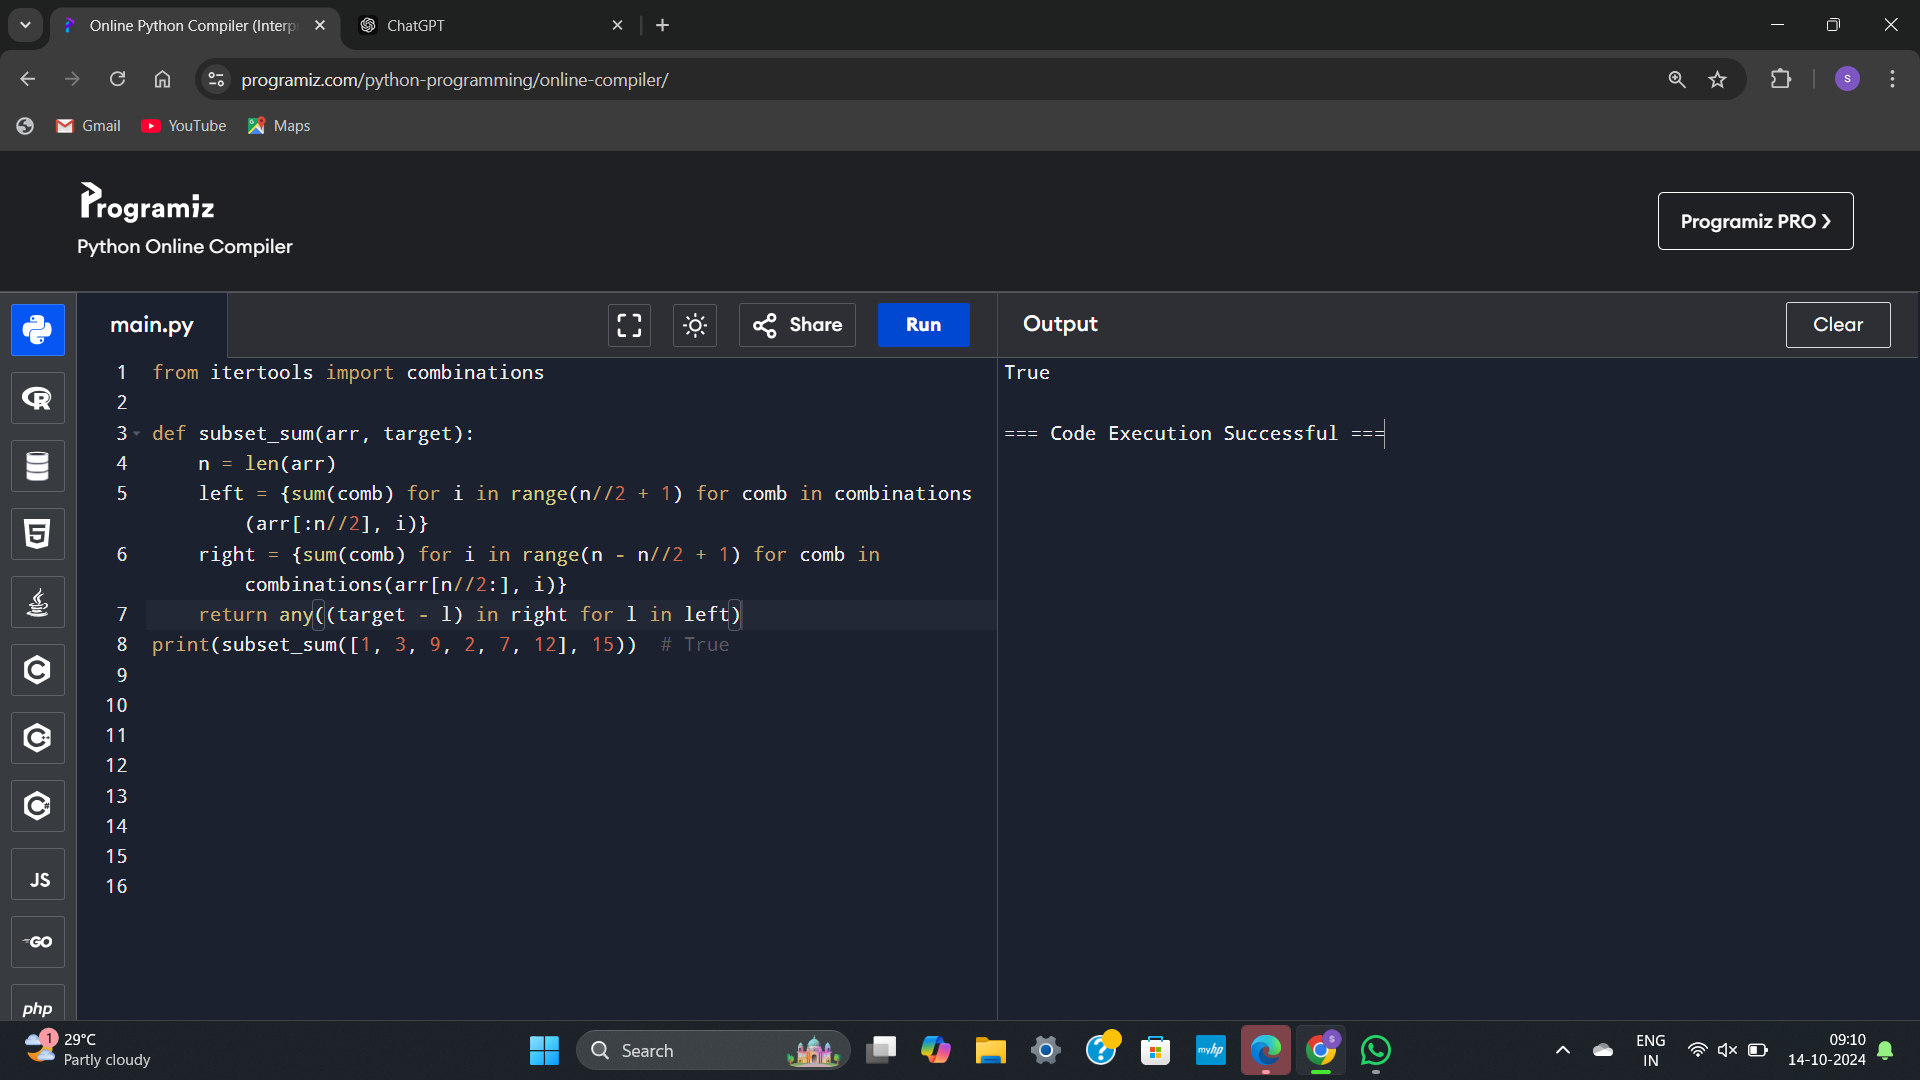 Online Python Compiler (Interp
ChatGPT
programiz.com/python-programming/online-compiler/
S
Gmail
YouTube
Maps
Programiz
Python Online Compiler
Programiz PRO ❯
main.py
Share
Run
Output
Clear
1 from itertools import combinations
2
3 def subset_sum(arr, target):
4 n = len(arr)
5 left = {sum(comb) for i in range(n//2 + 1) for comb in combinations
(arr[:n//2], i)}
6 right = {sum(comb) for i in range(n - n//2 + 1) for comb in
combinations(arr[n//2:], i)}
7 return any((target - l) in right for l in left)
8 print(subset_sum([1, 3, 9, 2, 7, 12], 15))  # True
9
10
11
12
13
14
15
16
True
=== Code Execution Successful ===
R
5
C
C++
C#
JS
GO
php
1
29°C
Partly cloudy
Search
myhp
S
ENG
IN
09:10
14-10-2024